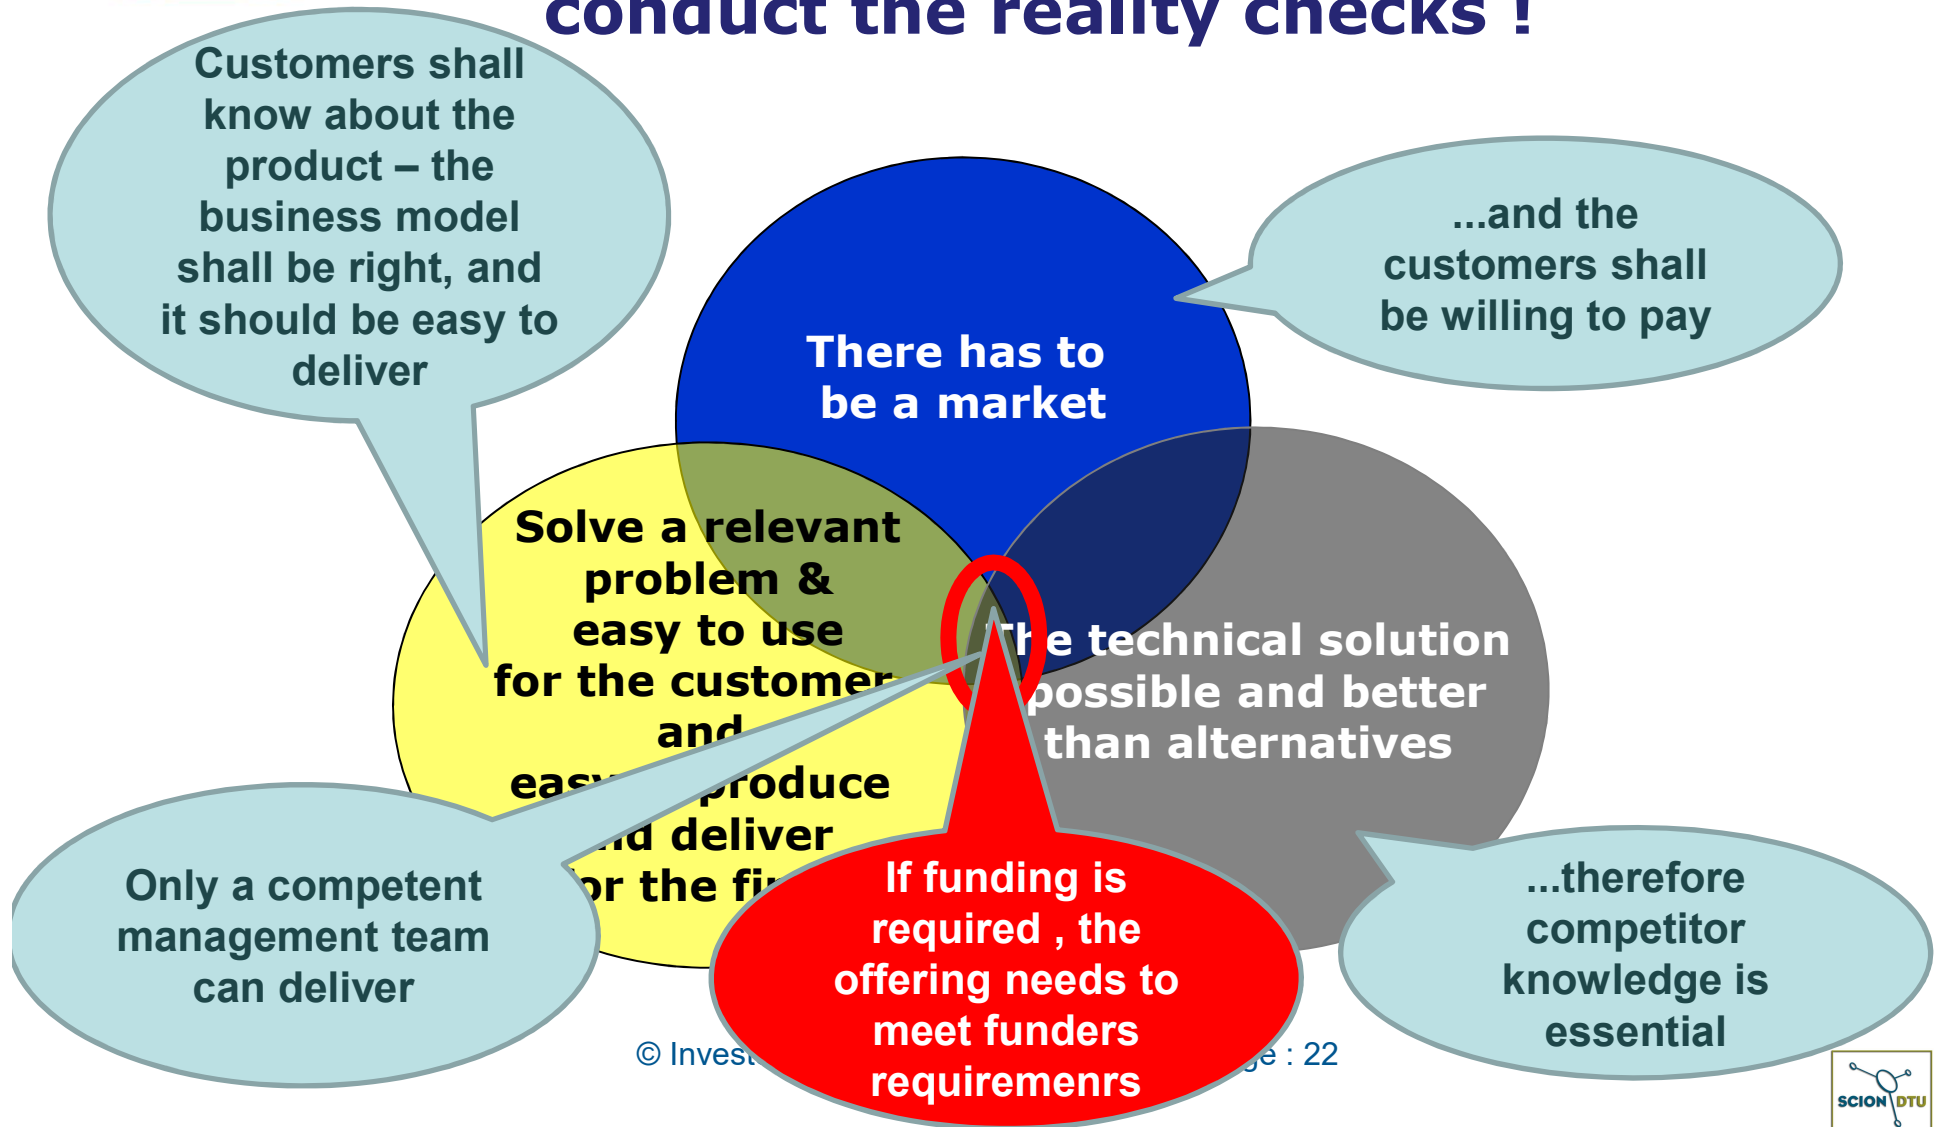 conduct the reality checks !
Customers shall
know about the
product – the
business model
shall be right, and
it should be easy to
deliver
...and the
customers shall
be willing to pay
There has to
be a market
Solve a relevant
problem &
easy to use
for the customer
and
produce
deliver
the
The technical solution
possible and better
than alternatives
Only a competent
management team
can deliver
If funding is
required , the
offering needs to
meet funders
requiremenrs
...therefore
competitor
knowledge is
essential
© : 22
SCION DTU